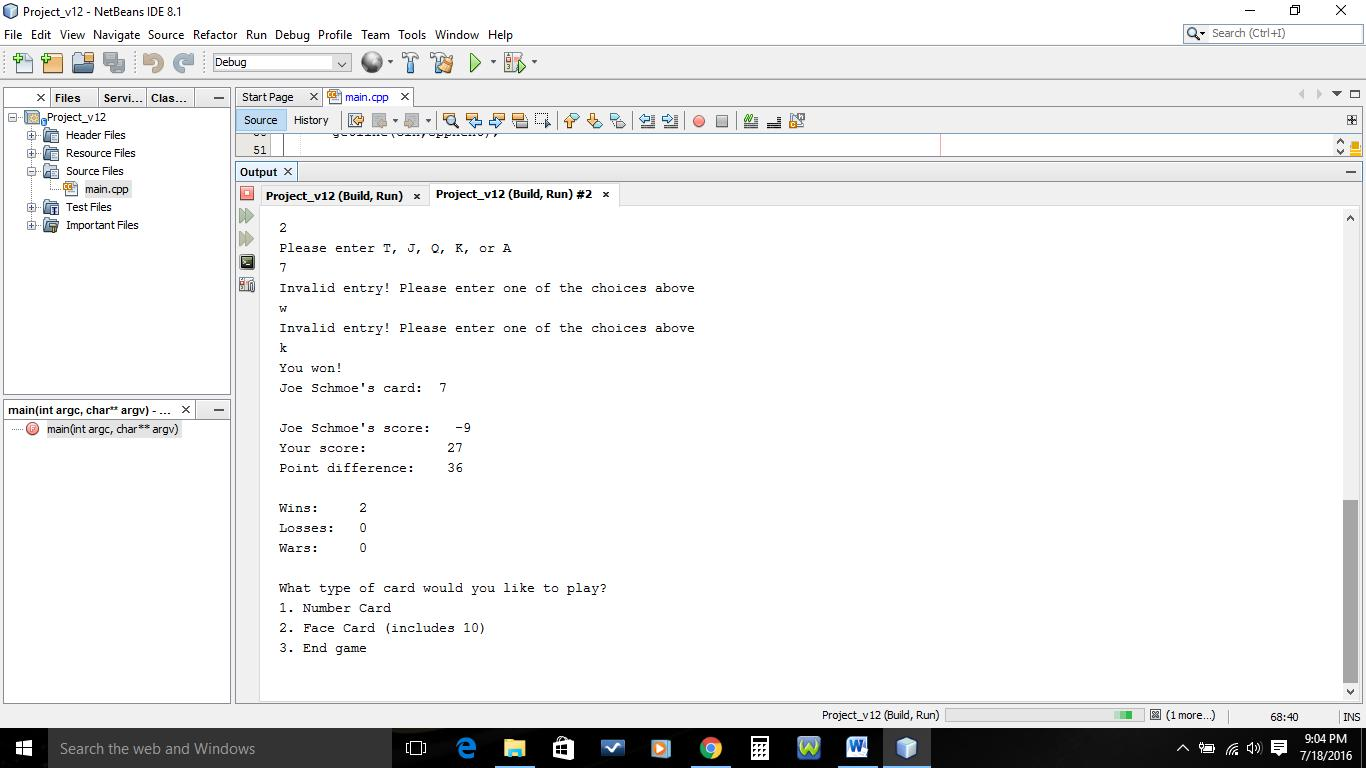 Project_v12 - NetBeans IDE 8.1
File Edit View Navigate Source Refactor Run Debug Profile Team Tools Window Help
Search (Ctrl+I)
Debug
Files Servi... Clas...
Start Page main.cpp
Source History
Project_v12
Header Files
Resource Files
Source Files
main.cpp
Test Files
Important Files
51
Output
Project_v12 (Build, Run) Project_v12 (Build, Run) #2
2
Please enter T, J, Q, K, or A
7
Invalid entry! Please enter one of the choices above
w
Invalid entry! Please enter one of the choices above
k
You won!
Joe Schmoe's card: 7
Joe Schmoe's score: -9
Your score: 27
Point difference: 36
Wins: 2
Losses: 0
Wars: 0
What type of card would you like to play?
1. Number Card
2. Face Card (includes 10)
3. End game
main(int argc, char** argv) - ...
main(int argc, char** argv)
Project_v12 (Build, Run) (1 more...) 68:40 INS
Search the web and Windows
9:04 PM
7/18/2016